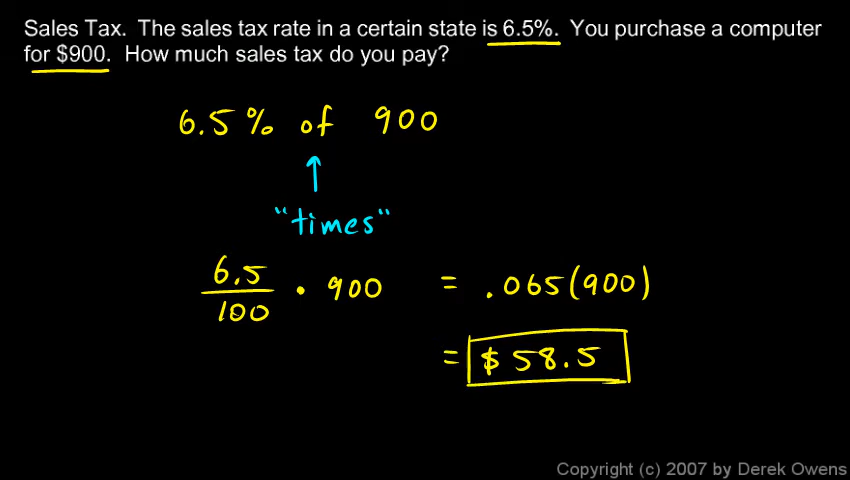 Sales Tax. The sales tax rate in a certain state is 6.5%. You purchase a computer
for $900. How much sales tax do you pay?
6.5% of 900
"times"
6.5/100 • 900 = .065(900)
= $58.5
Copyright (c) 2007 by Derek Owens